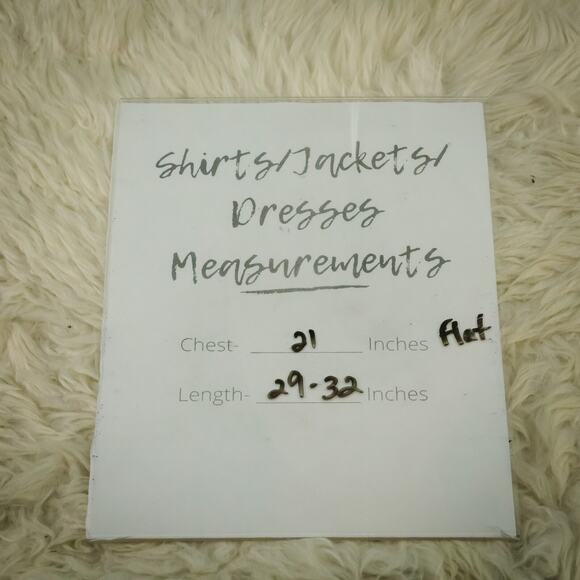 Shirts/Jackets/
Dresses
Measurements
Chest- 21 Inches Flat
Length- 29-32 Inches